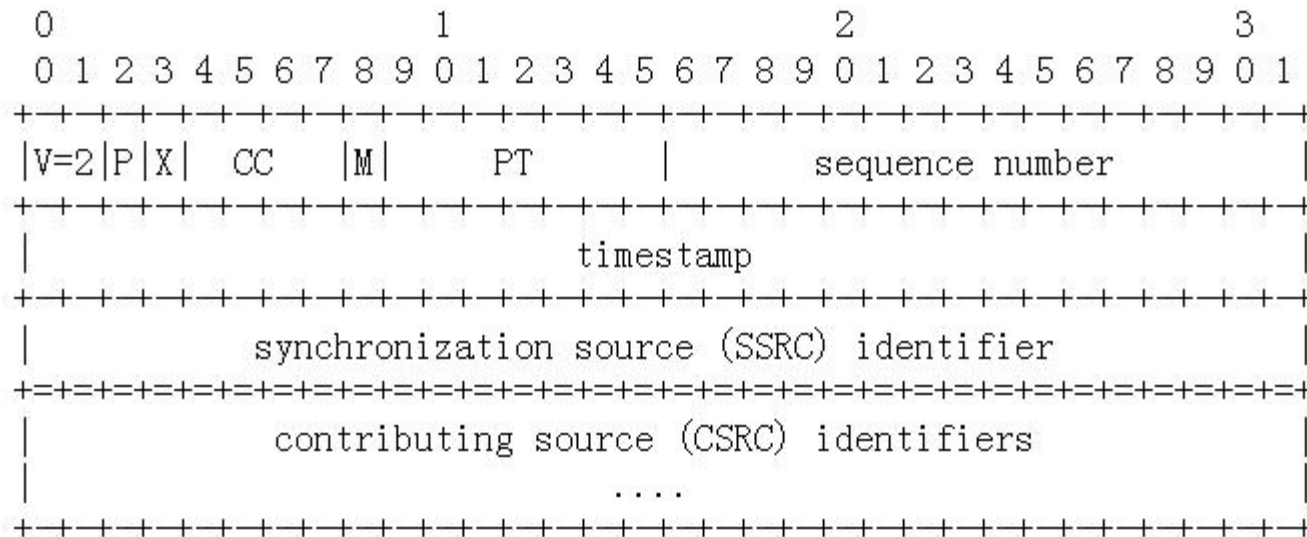 0 1 2 3
0 1 2 3 4 5 6 7 8 9 0 1 2 3 4 5 6 7 8 9 0 1 2 3 4 5 6 7 8 9 0 1
+-+-+-+-+-+-+-+-+-+-+-+-+-+-+-+-+-+-+-+-+-+-+-+-+-+-+-+-+-+-+-+-+
|V=2|P|X| CC |M| PT | sequence number |
+-+-+-+-+-+-+-+-+-+-+-+-+-+-+-+-+-+-+-+-+-+-+-+-+-+-+-+-+-+-+-+-+
| timestamp |
+-+-+-+-+-+-+-+-+-+-+-+-+-+-+-+-+-+-+-+-+-+-+-+-+-+-+-+-+-+-+-+-+
| synchronization source (SSRC) identifier |
+=+=+=+=+=+=+=+=+=+=+=+=+=+=+=+=+=+=+=+=+=+=+=+=+=+=+=+=+=+=+=+=+
| contributing source (CSRC) identifiers |
| .... |
+-+-+-+-+-+-+-+-+-+-+-+-+-+-+-+-+-+-+-+-+-+-+-+-+-+-+-+-+-+-+-+-+